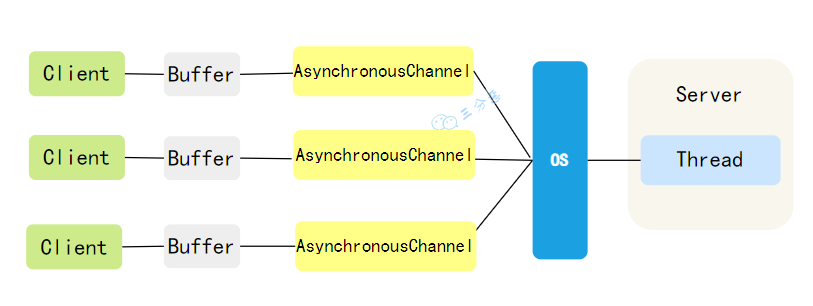 Client Buffer AsynchronousChannel
Server
Client Buffer AsynchronousChannel OS Thread
Client Buffer AsynchronousChannel